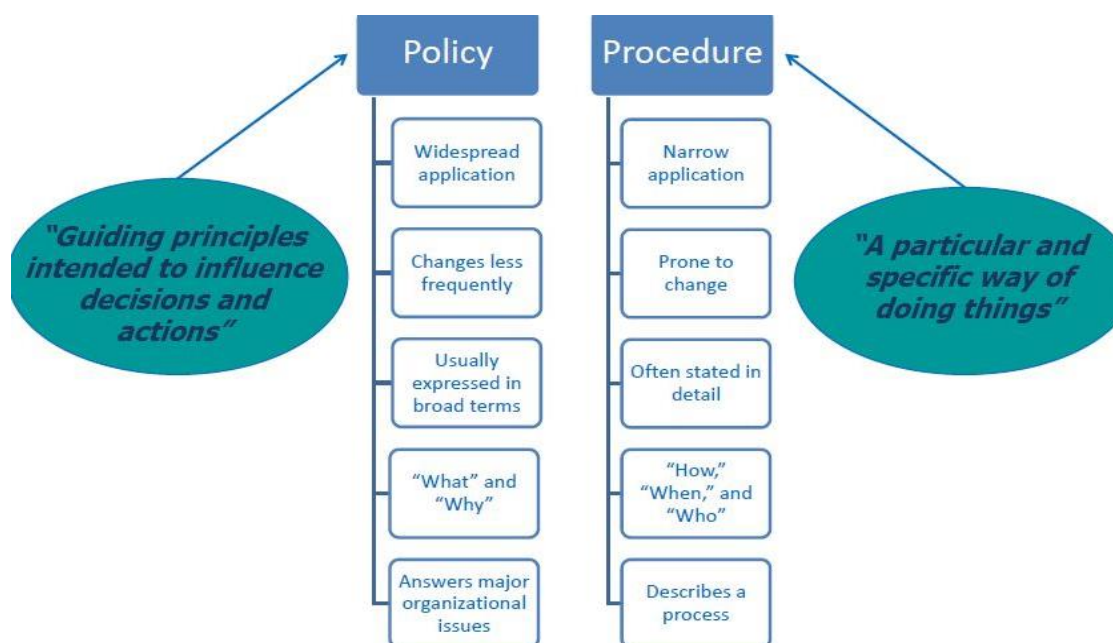 Policy
Widespread
application
Changes less
frequently
Usually
expressed in
broad terms
“What” and
“Why”
Answers major
organizational
issues
Procedure
Narrow
application
Prone to
change
Often stated in
detail
“How,”
“When,” and
“Who”
Describes a
process
“Guiding principles
intended to influence
decisions and
actions”
“A particular and
specific way of
doing things”